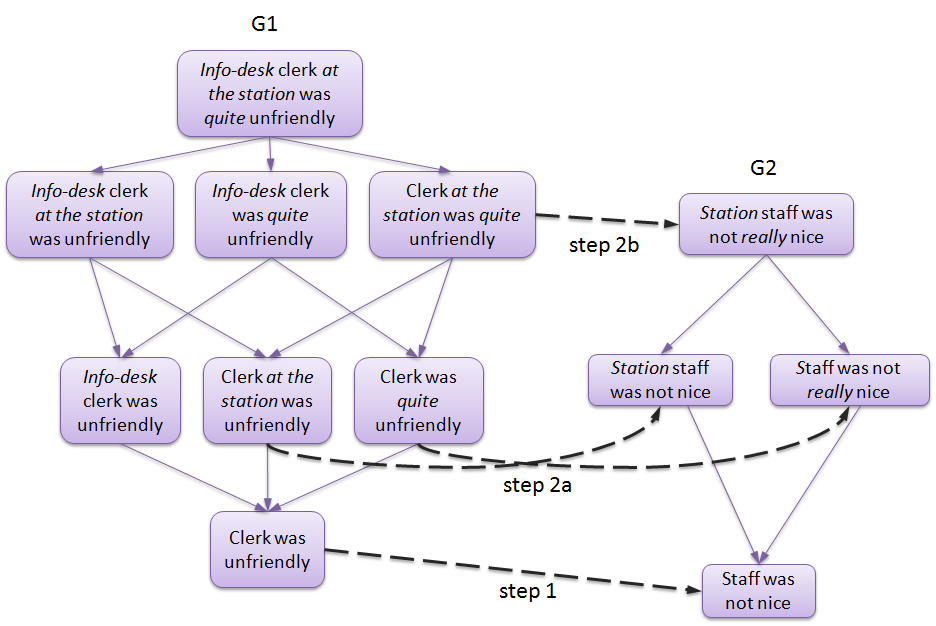 G1
Info-desk clerk at
the station was
quite unfriendly
Info-desk clerk
at the station
was unfriendly
Info-desk clerk
was quite
unfriendly
Clerk at the
station was quite
unfriendly
G2
Station staff was
not really nice
step 2b
Info-desk
clerk was
unfriendly
Clerk at the
station was
unfriendly
Clerk was
quite
unfriendly
Station staff
was not nice
Staff was not
really nice
step 2a
Clerk was
unfriendly
step 1
Staff was
not nice